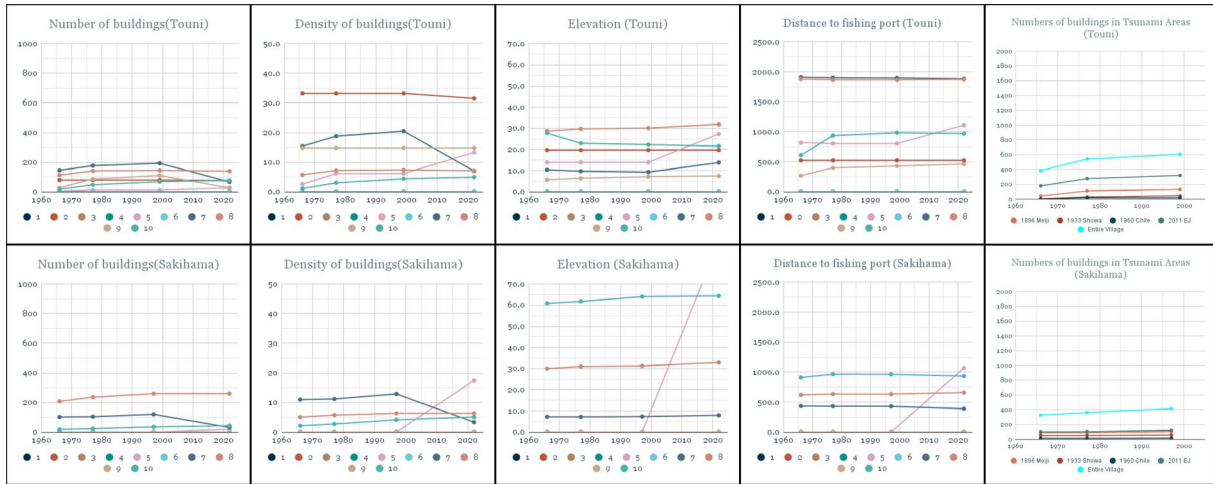 Number of buildings(Touni)
1000
800
600
400
200
0
1960 1970 1980 1990 2000 2010 2020
1 2 3 4 5 6 7 8
9 10
Density of buildings(Touni)
50.0
40.0
30.0
20.0
10.0
0.0
1960 1970 1980 1990 2000 2010 2020
1 2 3 4 5 6 7 8
9 10
Elevation (Touni)
70.0
60.0
50.0
40.0
30.0
20.0
10.0
0.0
1960 1970 1980 1990 2000 2010 2020
1 2 3 4 5 6 7 8
9 10
Distance to fishing port (Touni)
2500.0
2000.0
1500.0
1000.0
500.0
0.0
1960 1970 1980 1990 2000 2010 2020
1 2 3 4 5 6 7 8
9 10
Numbers of buildings in Tsunami Areas
(Touni)
2000
1800
1600
1400
1200
1000
800
600
400
200
0
1960 1970 1980 1990 2000
1896 Meiji 1933 Showa 1960 Chile 2011 EJ
Entire Village
Number of buildings(Sakihama)
1000
800
600
400
200
0
1960 1970 1980 1990 2000 2010 2020
1 2 3 4 5 6 7 8
9 10
Density of buildings(Sakihama)
50
40
30
20
10
0
1960 1970 1980 1990 2000 2010 2020
1 2 3 4 5 6 7 8
9 10
Elevation (Sakihama)
70.0
60.0
50.0
40.0
30.0
20.0
10.0
0.0
1960 1970 1980 1990 2000 2010 2020
1 2 3 4 5 6 7 8
9 10
Distance to fishing port (Sakihama)
2500.0
2000.0
1500.0
1000.0
500.0
0.0
1960 1970 1980 1990 2000 2010 2020
1 2 3 4 5 6 7 8
9 10
Numbers of buildings in Tsunami Areas
(Sakihama)
2000
1800
1600
1400
1200
1000
800
600
400
200
0
1960 1970 1980 1990 2000
1896 Meiji 1933 Showa 1960 Chile 2011 EJ
Entire Village